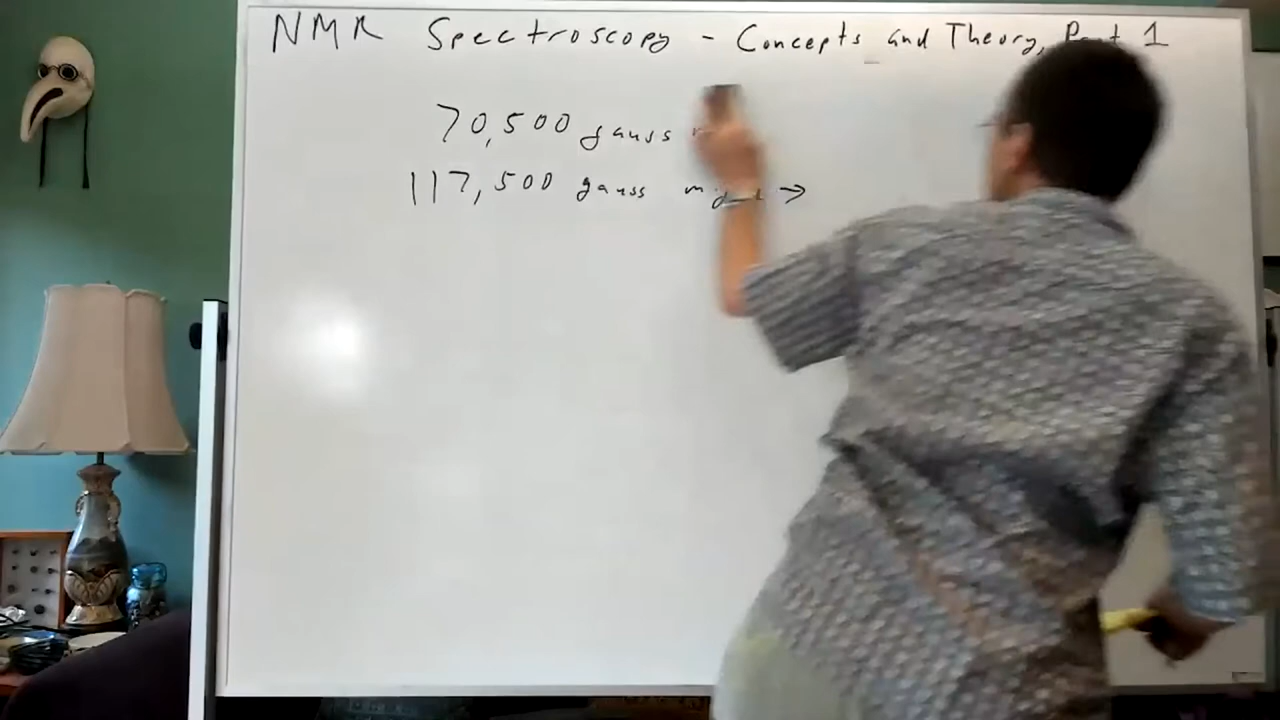 NMR Spectroscopy - Concepts and Theory, Part 1
70,500 gauss
117,500 gauss →